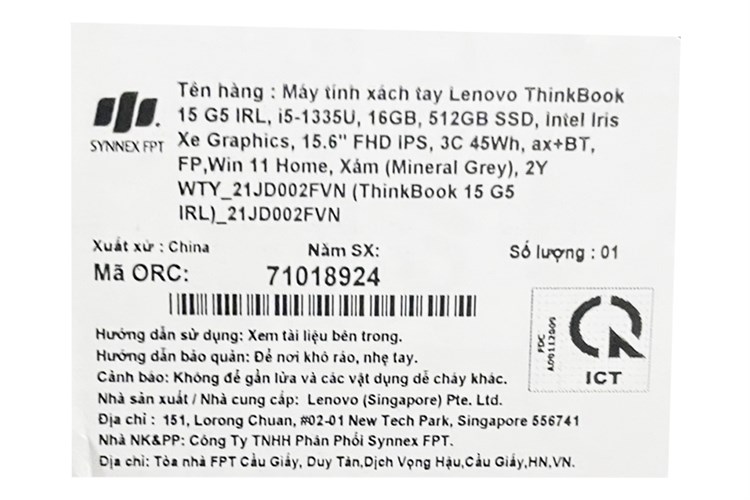 Tên hàng : Máy tính xách tay Lenovo ThinkBook
15 G5 IRL, i5-1335U, 16GB, 512GB SSD, Intel Iris
Xe Graphics, 15.6" FHD IPS, 3C 45Wh, ax+BT,
FP,Win 11 Home, Xám (Mineral Grey), 2Y
WTY_21JD002FVN (ThinkBook 15 G5
IRL)_21JD002FVN
SYNNEX FPT
Xuất xứ : China Năm SX: Số lượng : 01
Mã ORC: 71018924
Hướng dẫn sử dụng: Xem tài liệu bên trong.
Hướng dẫn bảo quản: Để nơi khô ráo, nhẹ tay.
Cảnh báo: Không để gần lửa và các vật dụng dễ cháy khác.
Nhà sản xuất / Nhà cung cấp: Lenovo (Singapore) Pte. Ltd.
Địa chỉ : 151, Lorong Chuan, #02-01 New Tech Park, Singapore 556741
Nhà NK&PP: Công Ty TNHH Phân Phối Synnex FPT.
Địa chỉ: Tòa nhà FPT Cầu Giấy, Duy Tân,Dịch Vọng Hậu,Cầu Giấy,HN,VN.
FDC
A09112009
ICT